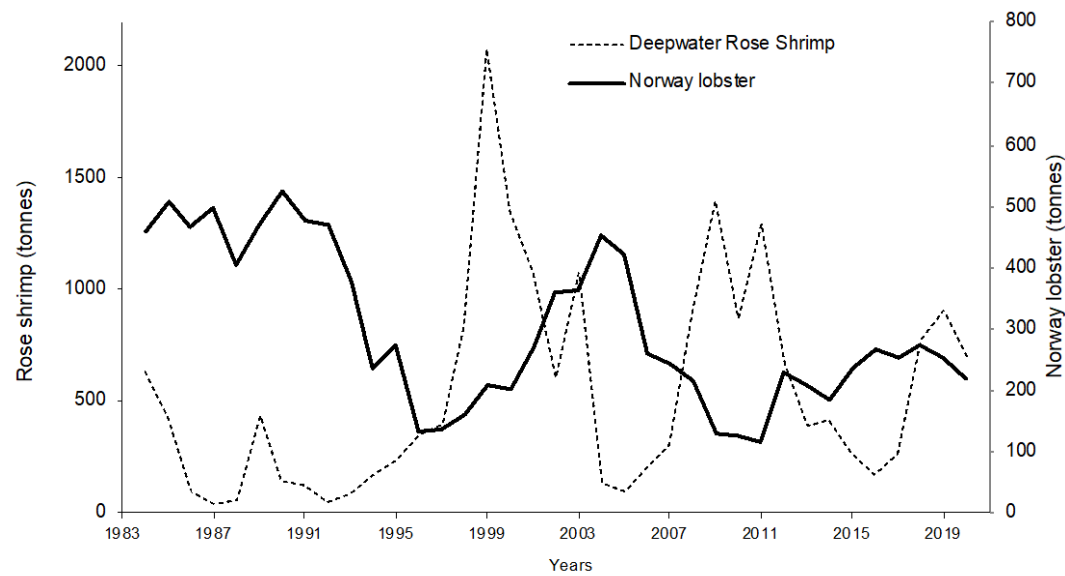 Deepwater Rose Shrimp
Norway lobster
Rose shrimp (tonnes)
2000
1500
1000
500
0
Norway lobster (tonnes)
800
700
600
500
400
300
200
100
0
1983 1987 1991 1995 1999 2003 2007 2011 2015 2019
Years